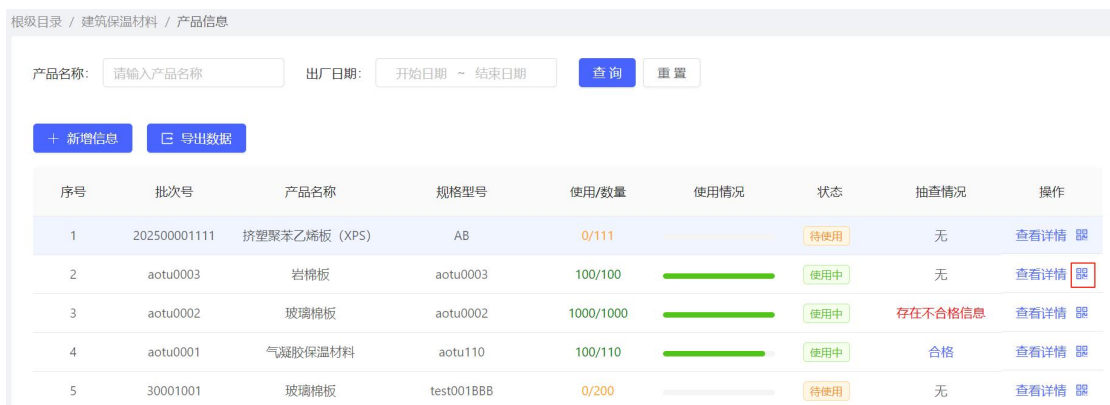 根级目录 / 建筑保温材料 / 产品信息
产品名称: 请输入产品名称 出厂日期: 开始日期 ~ 结束日期 查询 重置
+ 新增信息 导出数据
序号 批次号 产品名称 规格型号 使用/数量 使用情况 状态 抽查情况 操作
1 202500001111 挤塑聚苯乙烯板（XPS） AB 0/111 待使用 无 查看详情
2 aotu0003 岩棉板 aotu0003 100/100 使用中 无 查看详情
3 aotu0002 玻璃棉板 aotu0002 1000/1000 使用中 存在不合格信息 查看详情
4 aotu0001 气凝胶保温材料 aotu110 100/110 使用中 合格 查看详情
5 30001001 玻璃棉板 test001BBB 0/200 待使用 无 查看详情